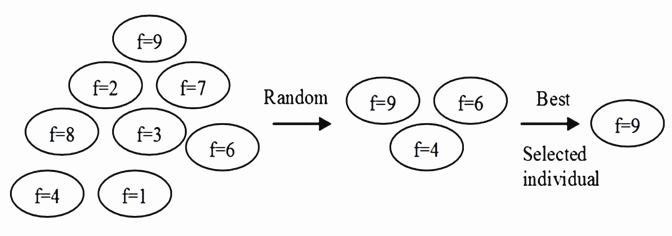 f=9
f=2
f=7
f=8
f=3
f=6
f=4
f=1
Random
f=9
f=6
f=4
Best
Selected
individual
f=9